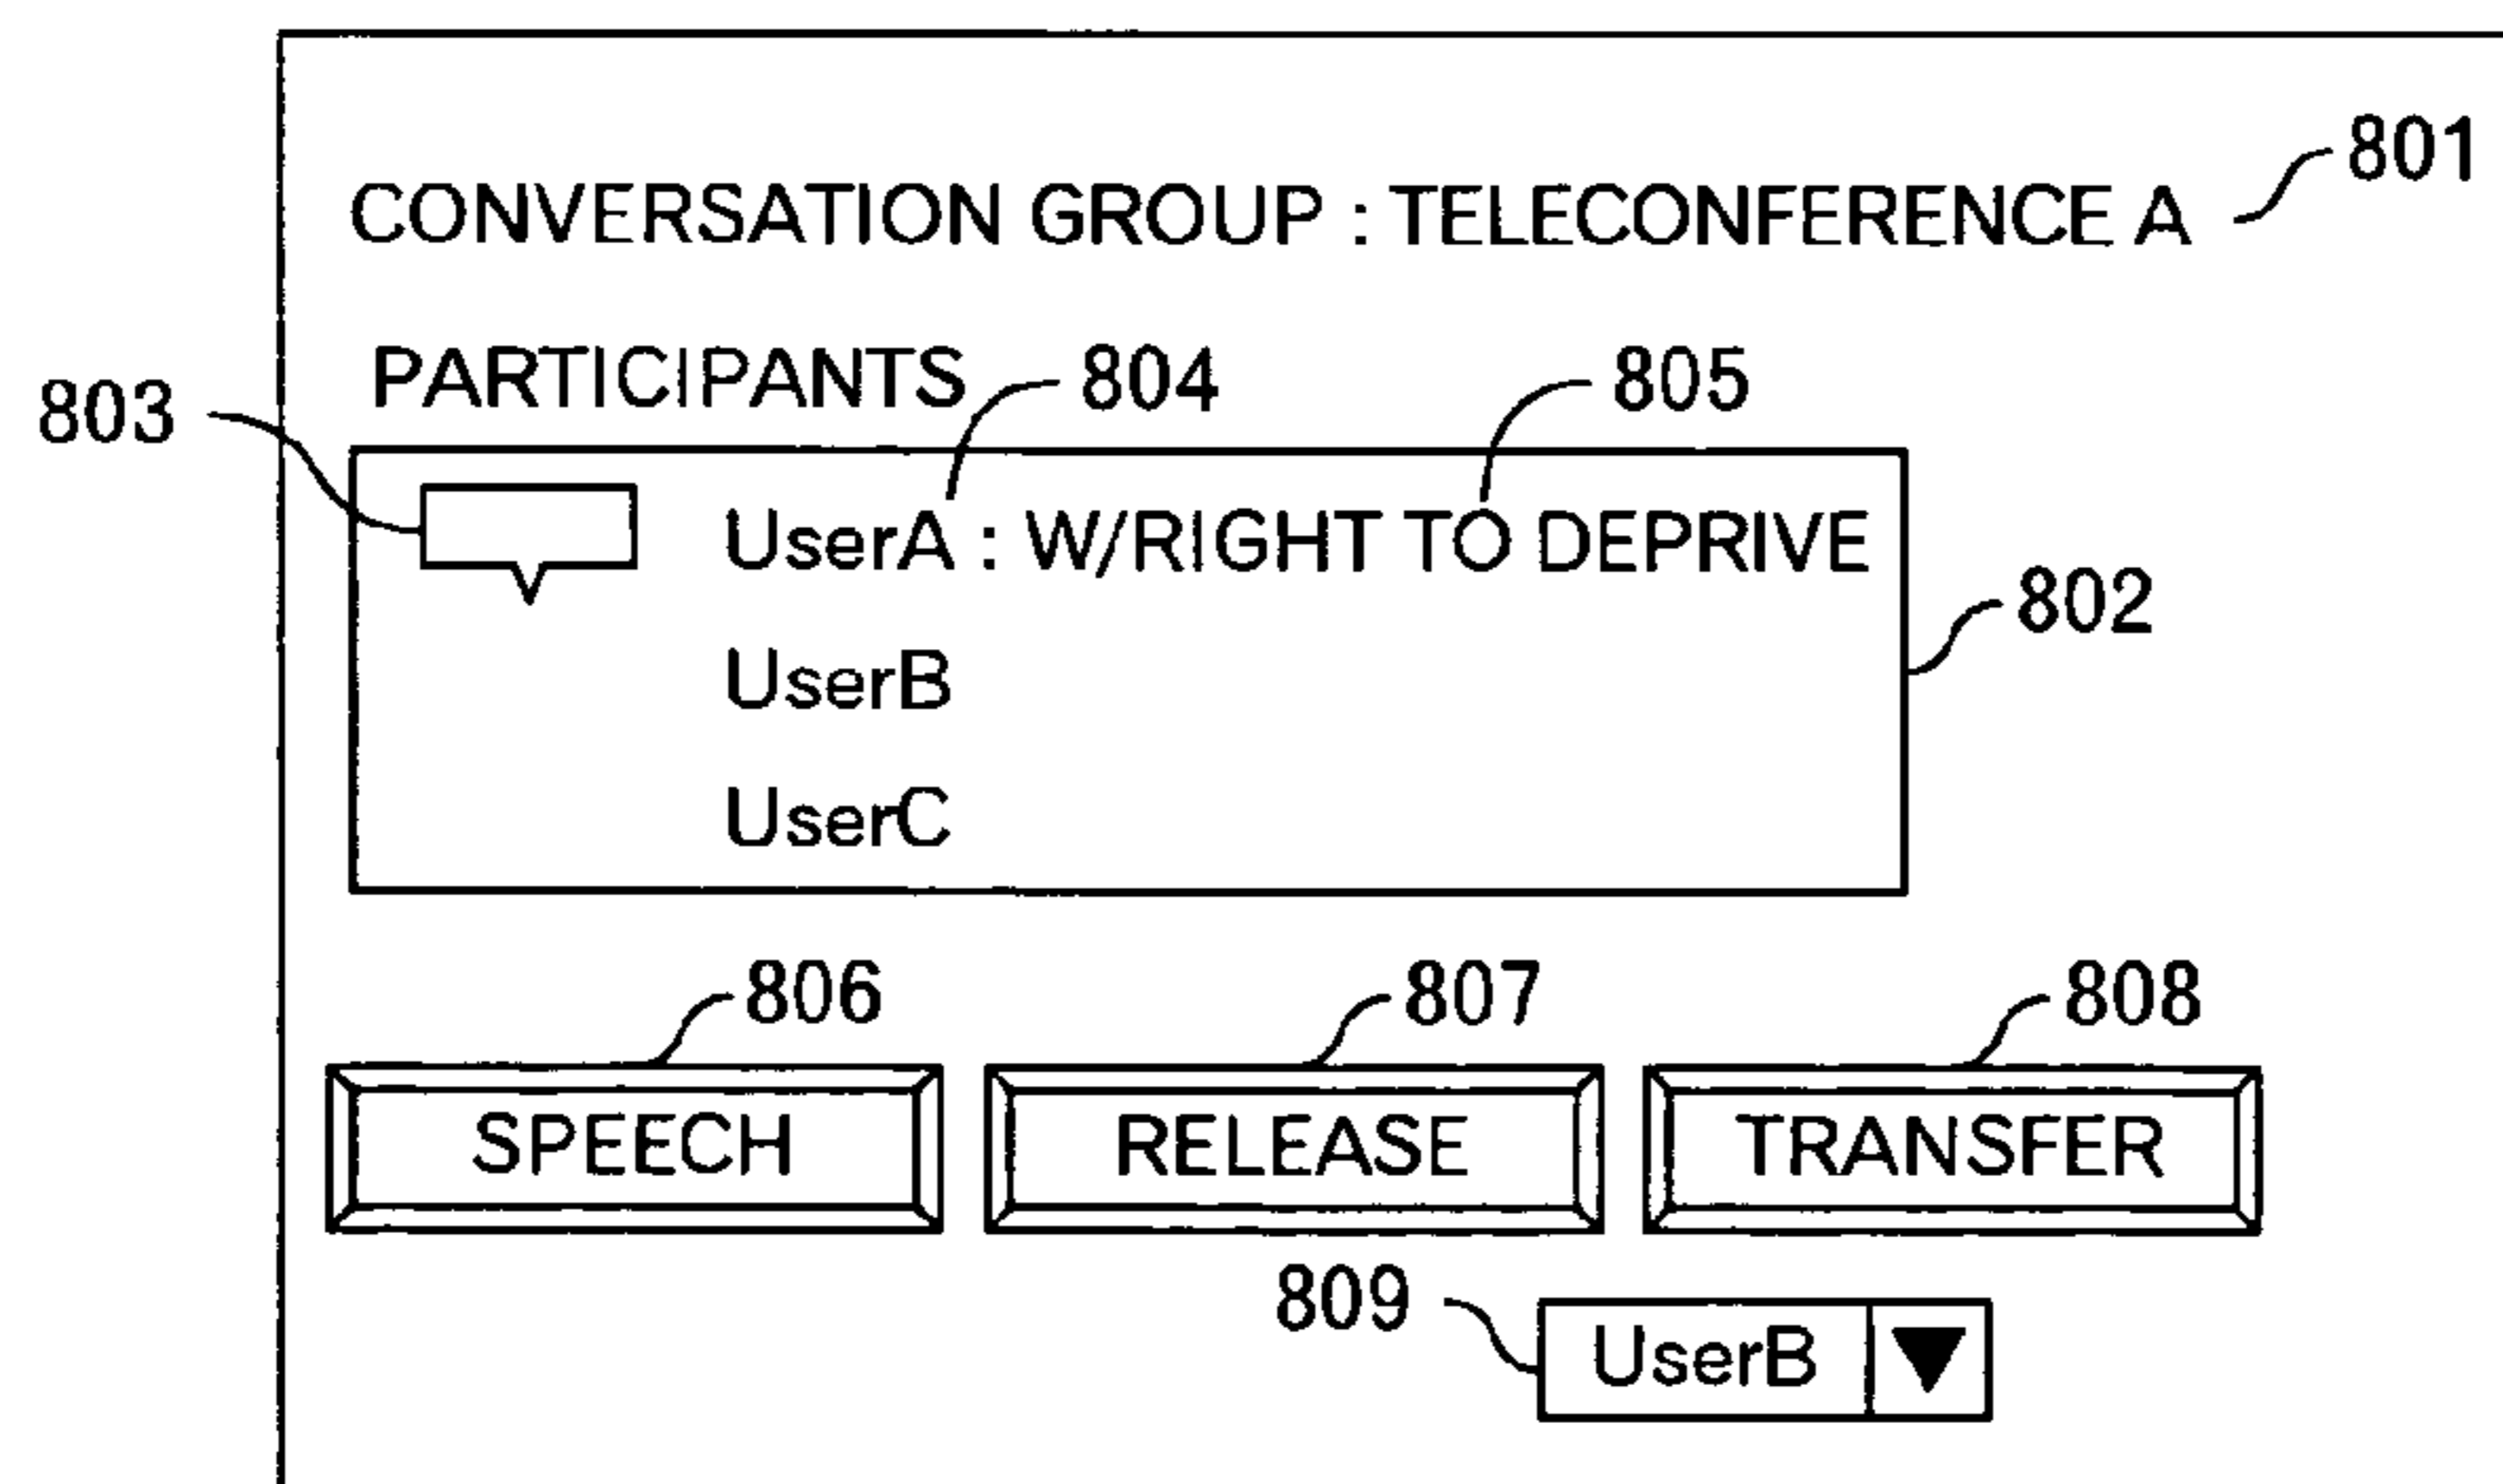 801
CONVERSATION GROUP : TELECONFERENCE A
PARTICIPANTS 804 805
803
UserA : W/RIGHT TO DEPRIVE
802
UserB
UserC
806 807 808
SPEECH RELEASE TRANSFER
809
UserB